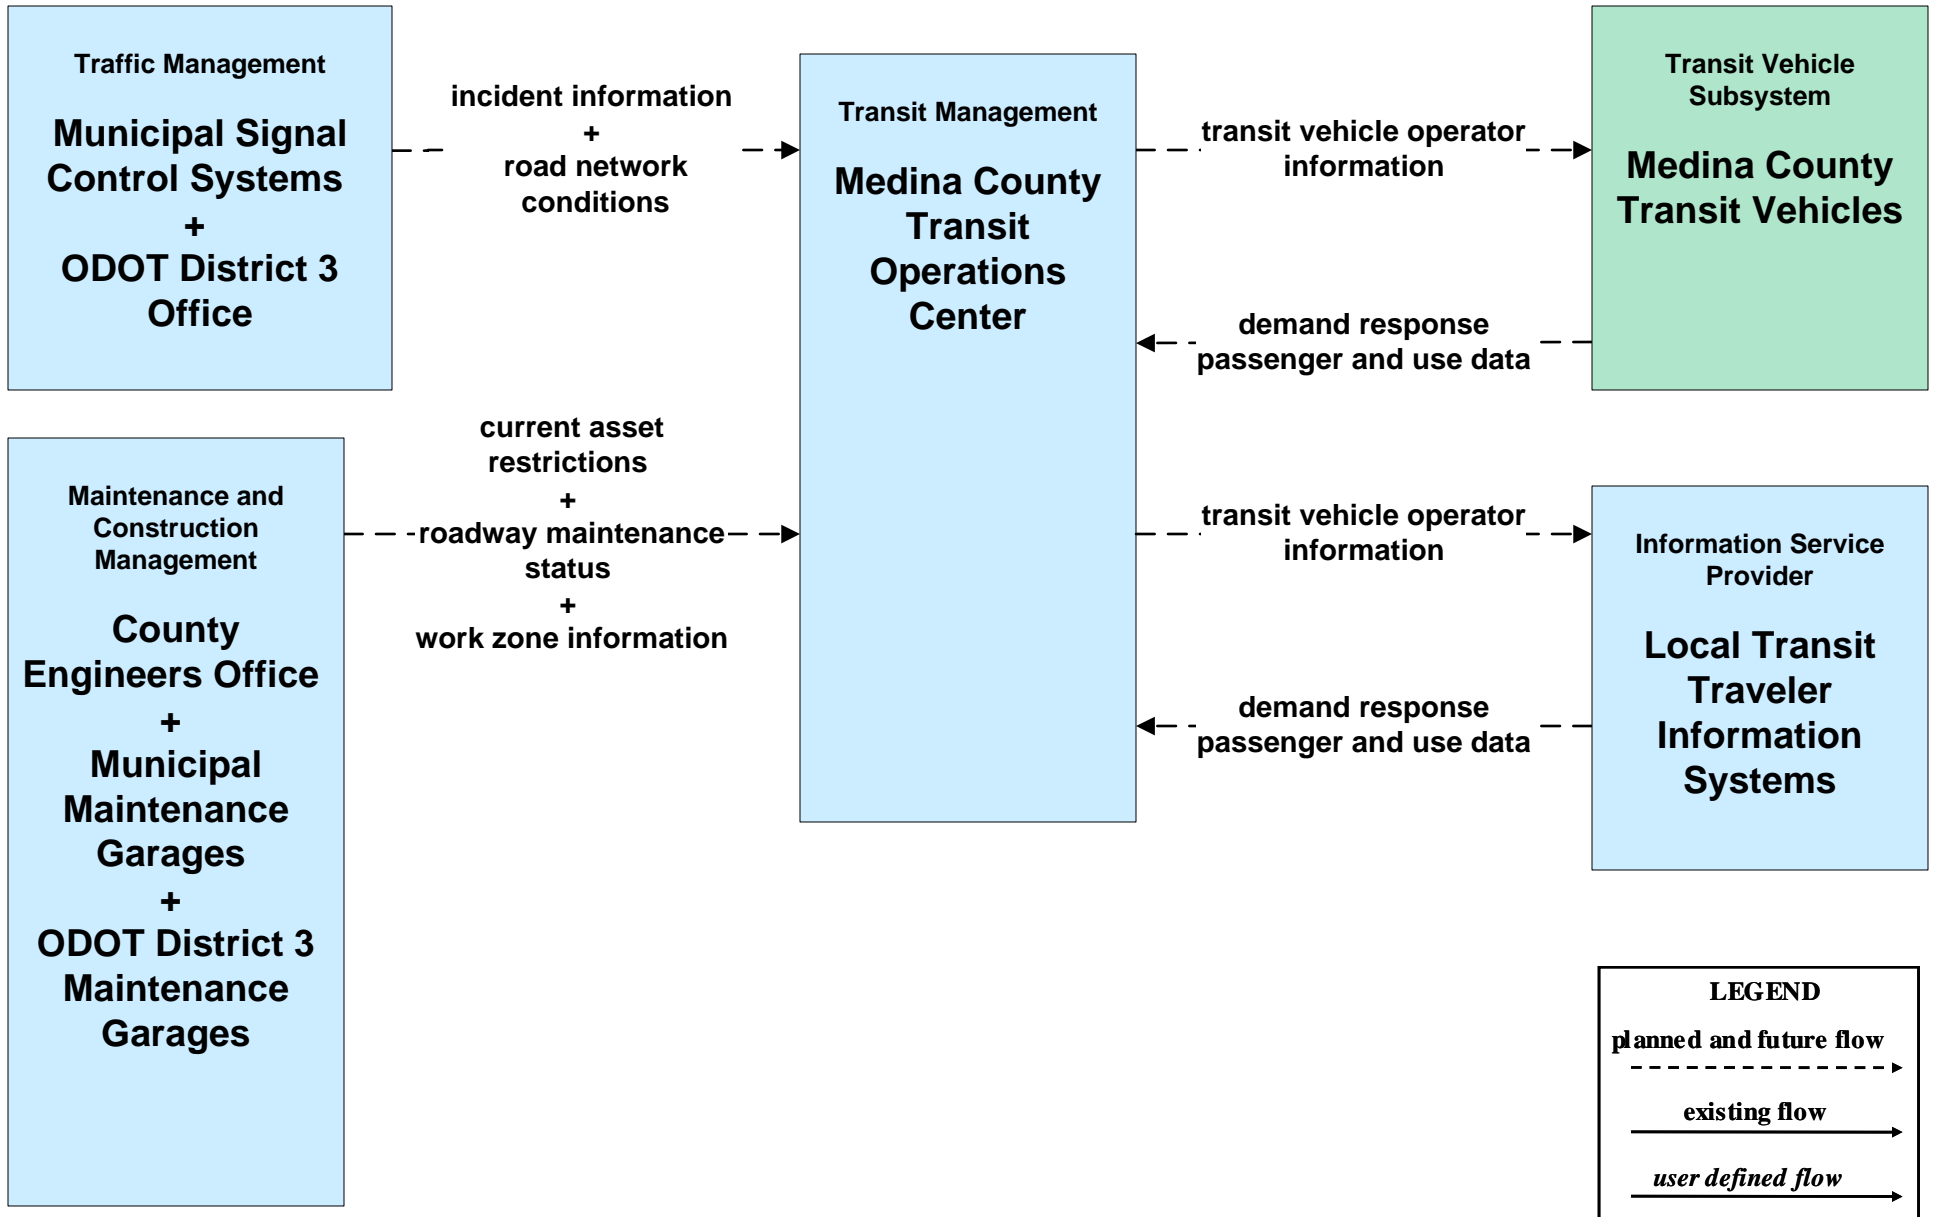 Traffic Management
Municipal Signal
Control Systems
+
ODOT District 3
Office
incident information
+
road network
conditions
Transit Management
Medina County
Transit
Operations
Center
transit vehicle operator
information
Transit Vehicle
Subsystem
Medina County
Transit Vehicles
demand response
passenger and use data
Maintenance and
Construction
Management
County
Engineers Office
+
Municipal
Maintenance
Garages
+
ODOT District 3
Maintenance
Garages
current asset
restrictions
+
roadway maintenance
status
+
work zone information
transit vehicle operator
information
Information Service
Provider
Local Transit
Traveler
Information
Systems
demand response
passenger and use data
LEGEND
planned and future flow
existing flow
user defined flow